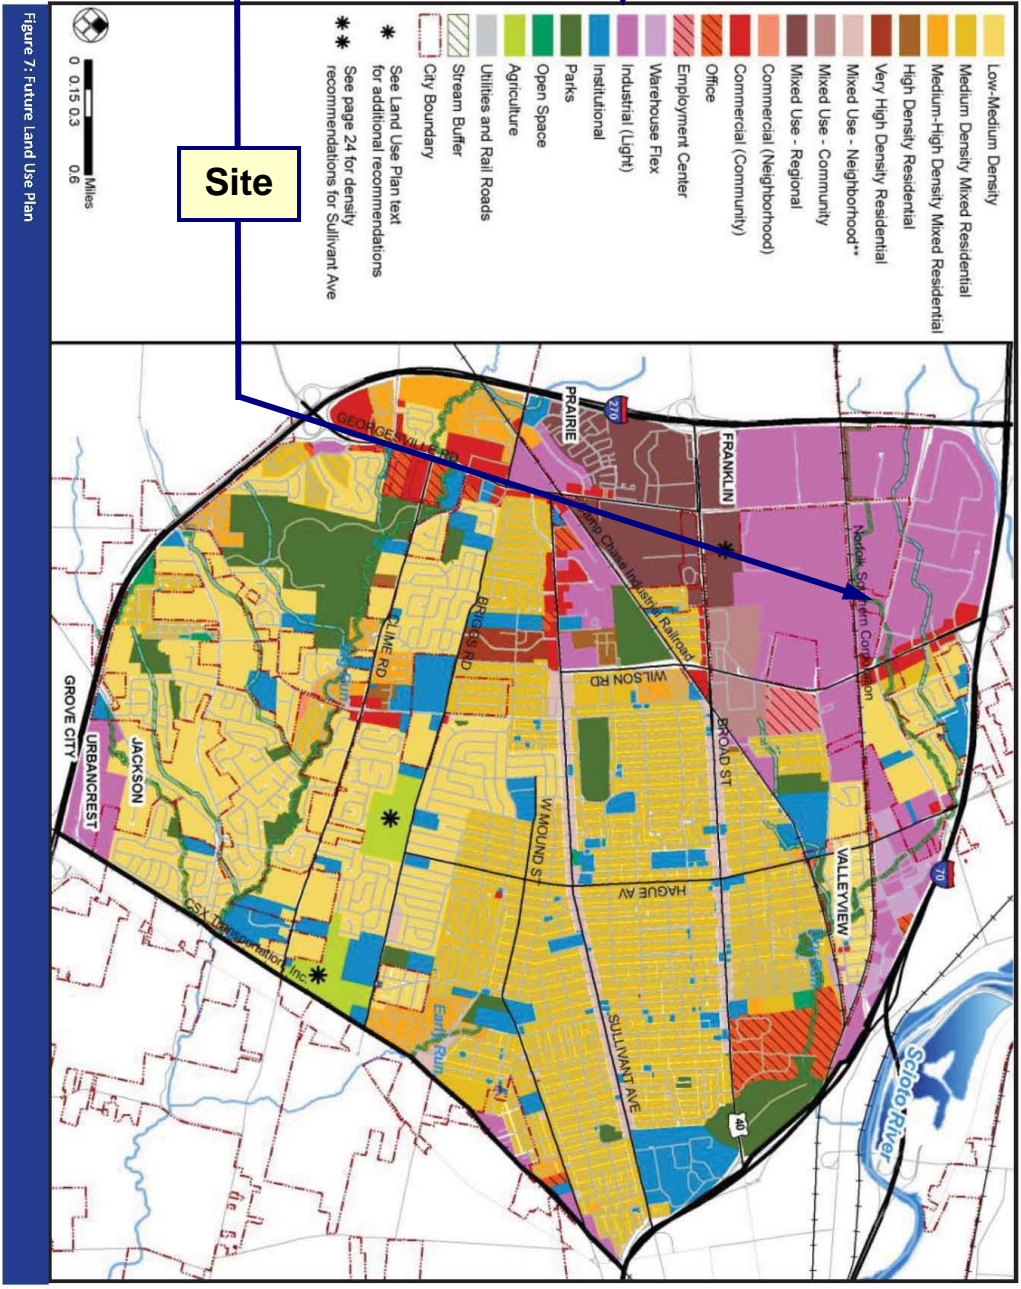 Figure 7: Future Land Use Plan
Low-Medium Density
Medium Density Mixed Residential
Medium-High Density Mixed Residential
High Density Residential
Very High Density Residential
Mixed Use - Neighborhood**
Mixed Use - Community
Mixed Use - Regional
Commercial (Neighborhood)
Commercial (Community)
Office
Employment Center
Warehouse Flex
Industrial (Light)
Institutional
Parks
Open Space
Agriculture
Utilities and Rail Roads
Stream Buffer
City Boundary
* See Land Use Plan text
for additional recommendations
** See page 24 for density
recommendations for Sullivant Ave
0 0.15 0.3 0.6
Miles
Site
270
PRAIRIE
FRANKLIN
GEORGESVILLE RD
Camp Chase Industrial Railroad
Norfolk Southern Corporation
*
WILSON RD
BROAD ST
BRIGGS RD
CLIME RD
GROVE CITY
URBANCREST
JACKSON
*
W MOUND ST
HAGUE AV
VALLEYVIEW
70
CSX Transportation Inc.
*
SULLIVANT AVE
40
Scioto River